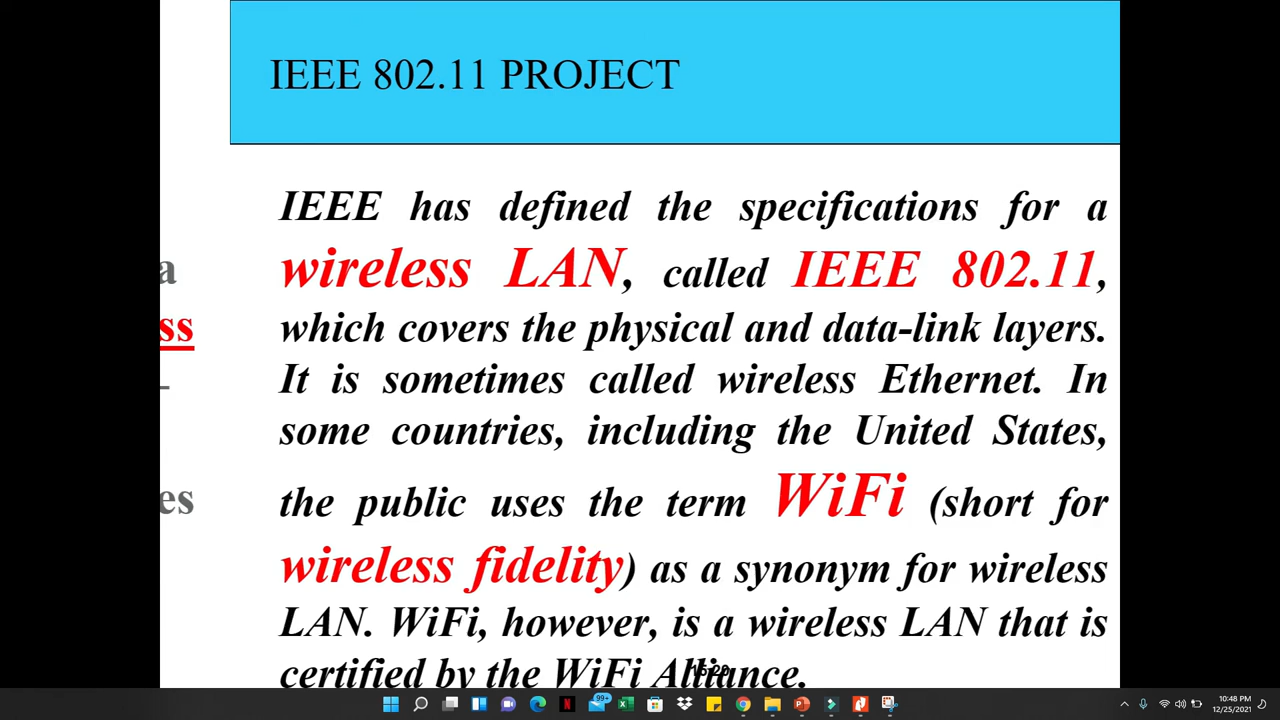 IEEE 802.11 PROJECT
IEEE has defined the specifications for a
wireless LAN, called IEEE 802.11,
which covers the physical and data-link layers.
It is sometimes called wireless Ethernet. In
some countries, including the United States,
the public uses the term WiFi (short for
wireless fidelity) as a synonym for wireless
LAN. WiFi, however, is a wireless LAN that is
certified by the WiFi Alliance.
a
ss
-
es
99+
10:48 PM
12/25/2021